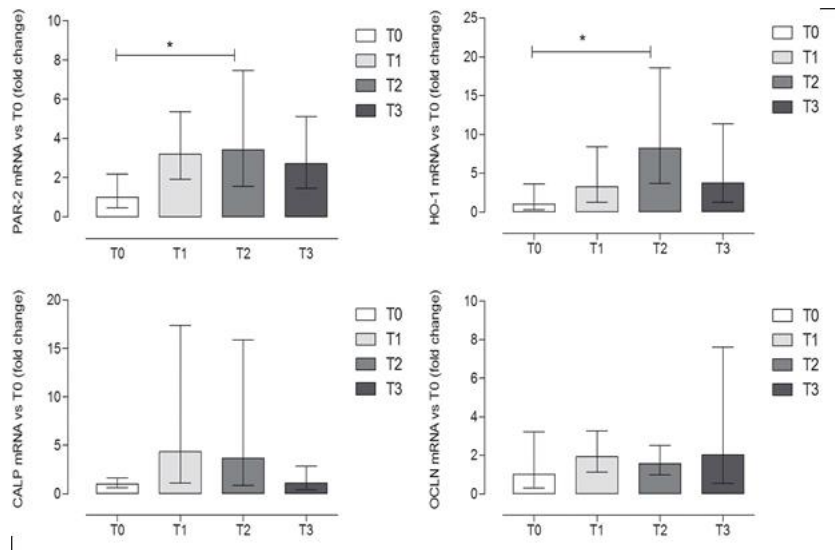 PAR-2 mRNA vs T0 (fold change)
10
8
6
4
2
0
*
T0
T1
T2
T3
T0 T1 T2 T3
HO-1 mRNA vs T0 (fold change)
25
20
15
10
5
0
*
T0
T1
T2
T3
T0 T1 T2 T3
CALP mRNA vs T0 (fold change)
20
15
10
5
0
T0
T1
T2
T3
T0 T1 T2 T3
OCLN mRNA vs T0 (fold change)
10
8
6
4
2
0
T0
T1
T2
T3
T0 T1 T2 T3